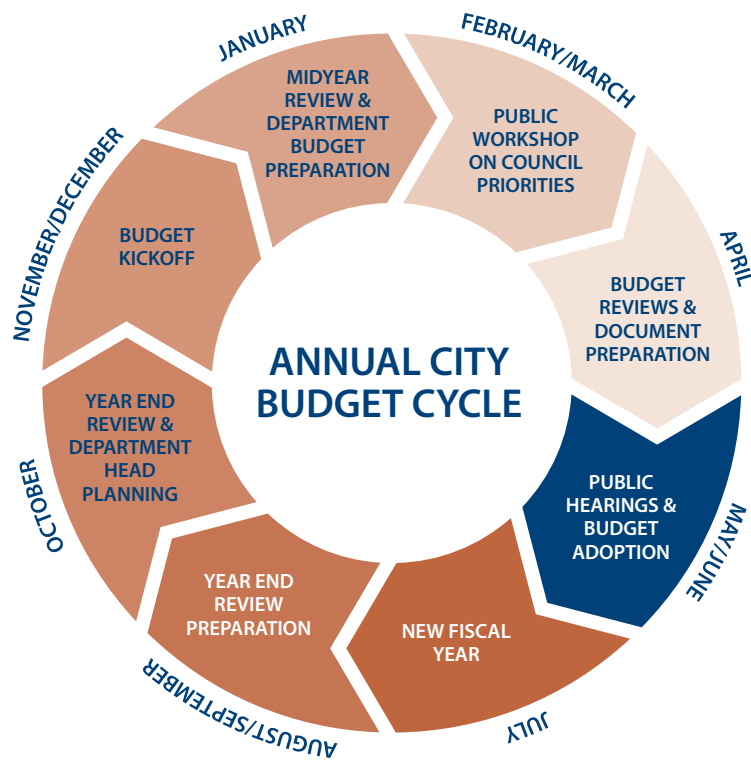 ANNUAL CITY
BUDGET CYCLE
JANUARY
MIDYEAR
REVIEW &
DEPARTMENT
BUDGET
PREPARATION
FEBRUARY/MARCH
PUBLIC
WORKSHOP
ON COUNCIL
PRIORITIES
APRIL
BUDGET
REVIEWS &
DOCUMENT
PREPARATION
MAY/JUNE
PUBLIC
HEARINGS &
BUDGET
ADOPTION
JULY
NEW FISCAL
YEAR
AUGUST/SEPTEMBER
YEAR END
REVIEW
PREPARATION
OCTOBER
YEAR END
REVIEW &
DEPARTMENT
HEAD
PLANNING
NOVEMBER/DECEMBER
BUDGET
KICKOFF